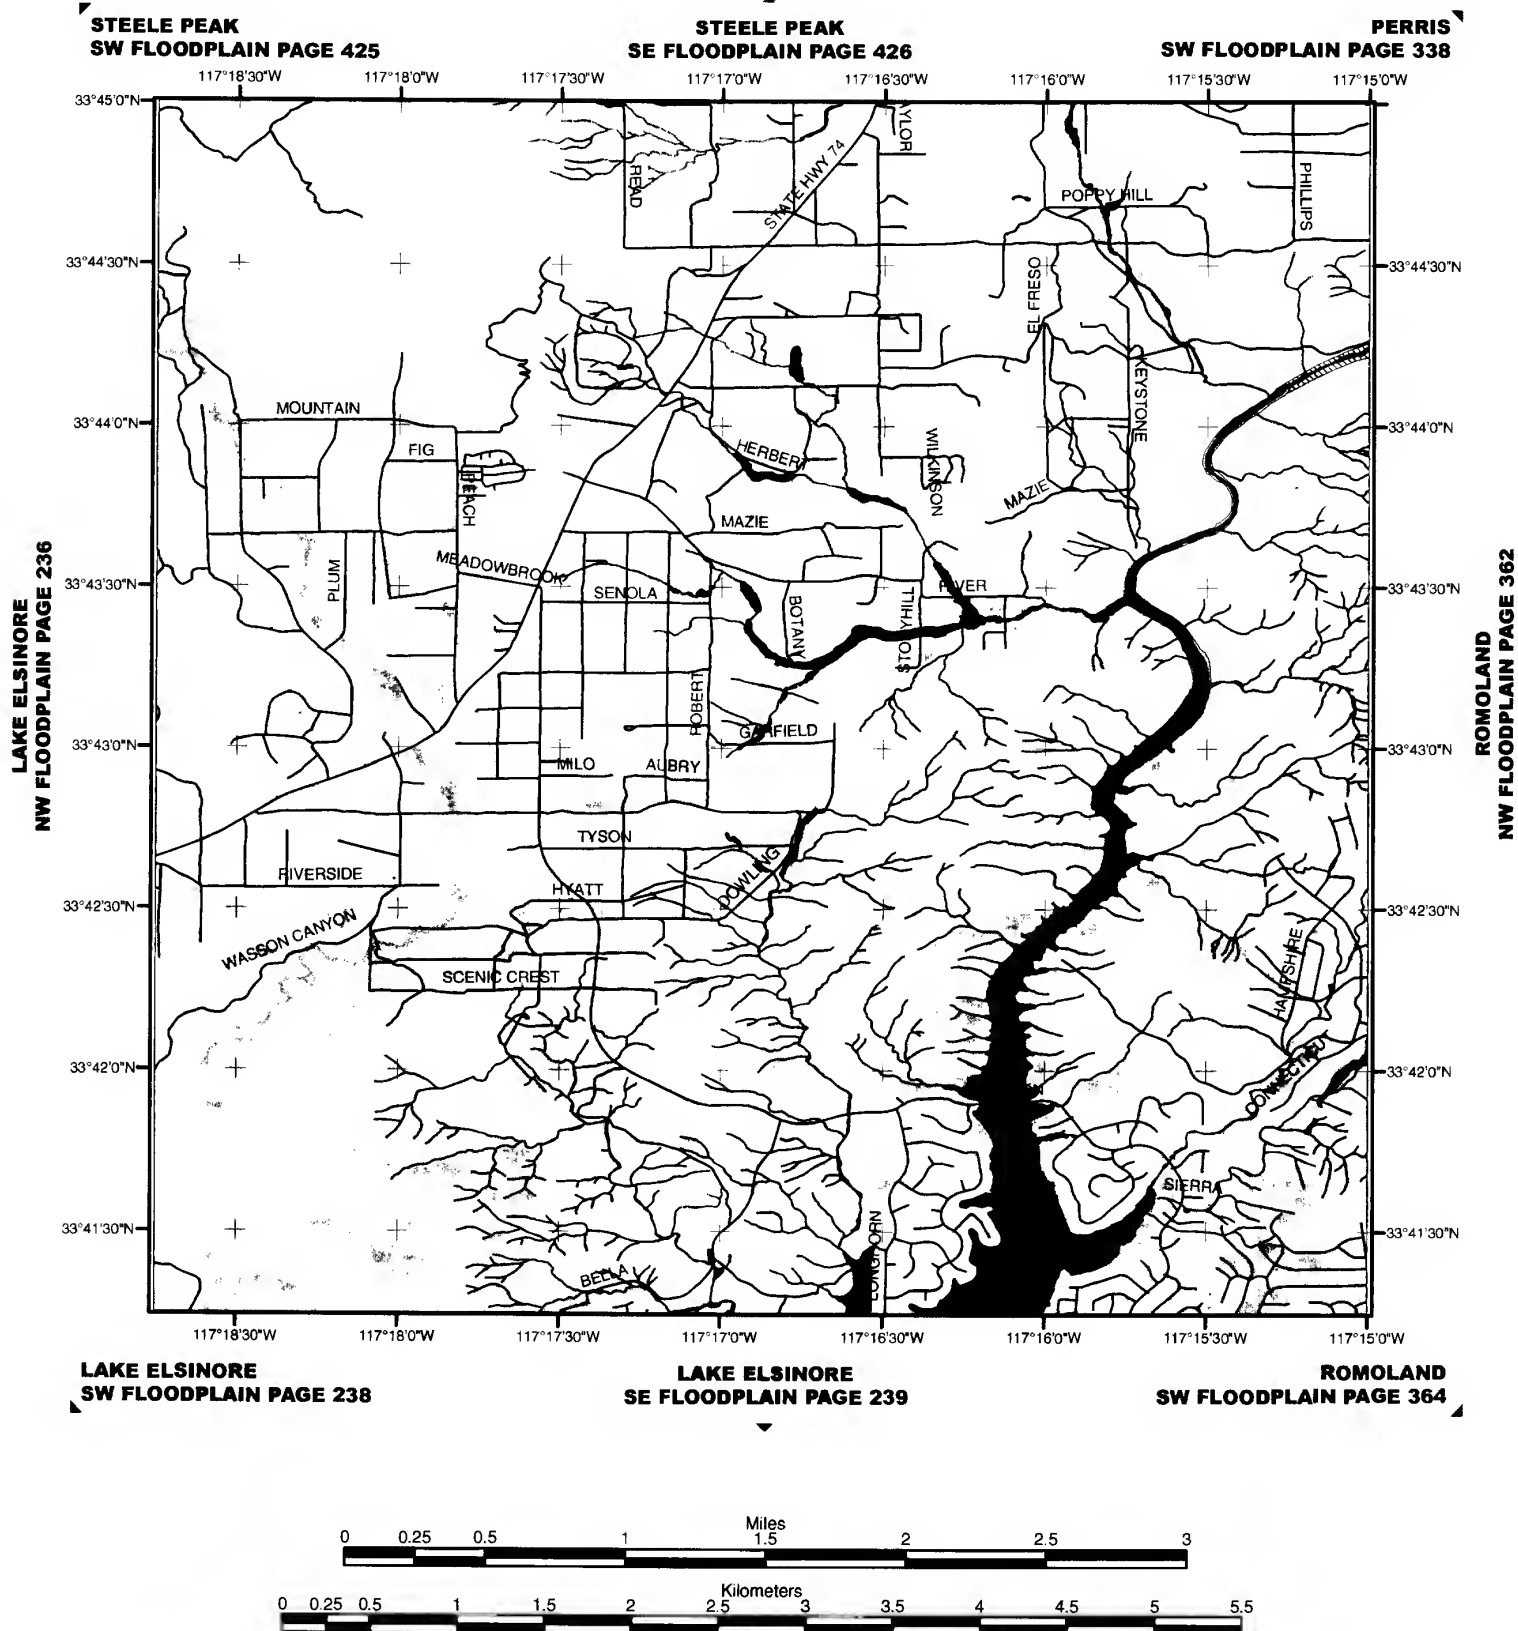 STEELE PEAK
SW FLOODPLAIN PAGE 425
STEELE PEAK
SE FLOODPLAIN PAGE 426
PERRIS
SW FLOODPLAIN PAGE 338
117°18'30"W
117°18'0"W
117°17'30"W
117°17'0"W
117°16'30"W
117°16'0"W
117°15'30"W
117°15'0"W
33°45'0"N
AYLOR
READ
STATE HWY 74
POPPY HILL
PHILLIPS
33°44'30"N
33°44'30"N
EL FRESO
KEYSTONE
MOUNTAIN
33°44'0"N
33°44'0"N
FIG
HERBERT
WILKINSON
PEACH
MAZIE
MAZIE
LAKE ELSINORE
NW FLOODPLAIN PAGE 236
ROMOLAND
NW FLOODPLAIN PAGE 362
MEADOWBROOK
33°43'30"N
33°43'30"N
PLUM
SENOLA
RIVER
BOTANY
STOTYHILL
ROBERT
GARFIELD
33°43'0"N
33°43'0"N
MILO
AUBRY
TYSON
RIVERSIDE
DOWLING
HYATT
33°42'30"N
33°42'30"N
WASSON CANYON
HAMPSHIRE
SCENIC CREST
33°42'0"N
33°42'0"N
SIERRA
33°41'30"N
33°41'30"N
LONGHORN
BELLA
117°18'30"W
117°18'0"W
117°17'30"W
117°17'0"W
117°16'30"W
117°16'0"W
117°15'30"W
117°15'0"W
LAKE ELSINORE
SW FLOODPLAIN PAGE 238
LAKE ELSINORE
SE FLOODPLAIN PAGE 239
ROMOLAND
SW FLOODPLAIN PAGE 364
Miles
0 0.25 0.5 1 1.5 2 2.5 3
Kilometers
0 0.25 0.5 1 1.5 2 2.5 3 3.5 4 4.5 5 5.5